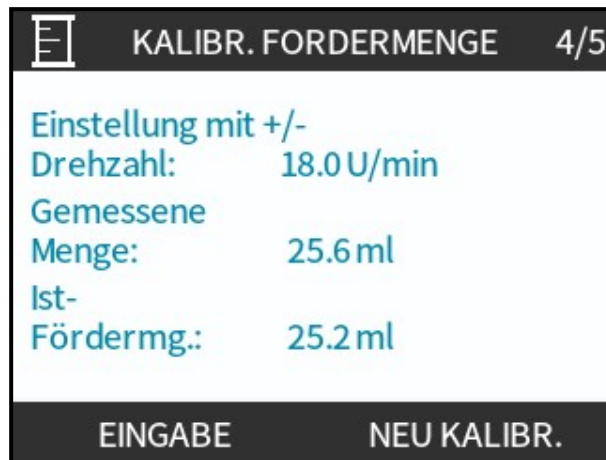 KALIBR. FORDERMENGE 4/5
Einstellung mit +/-
Drehzahl: 18.0 U/min
Gemessene
Menge: 25.6 ml
Ist-
Fördermg.: 25.2 ml
EINGABE NEU KALIBR.